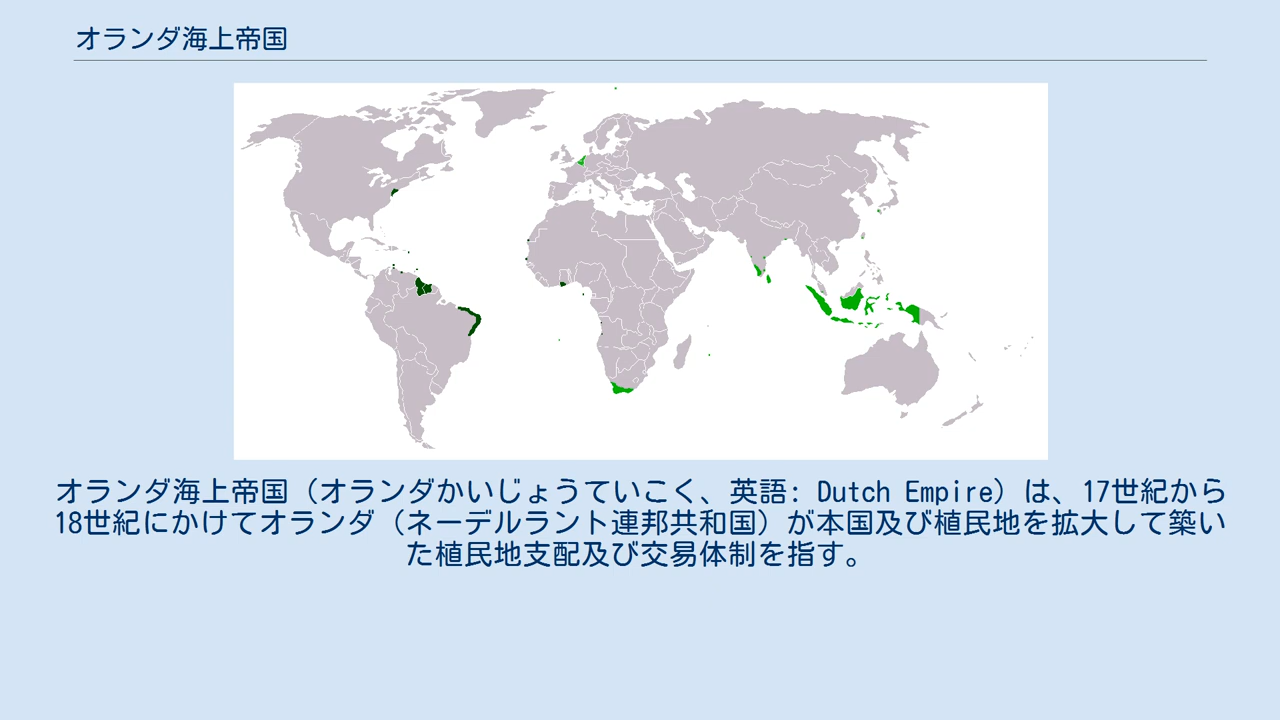 オランダ海上帝国
オランダ海上帝国（オランダかいじょうていこく、英語: Dutch Empire）は、17世紀から
18世紀にかけてオランダ（ネーデルラント連邦共和国）が本国及び植民地を拡大して築い
た植民地支配及び交易体制を指す。